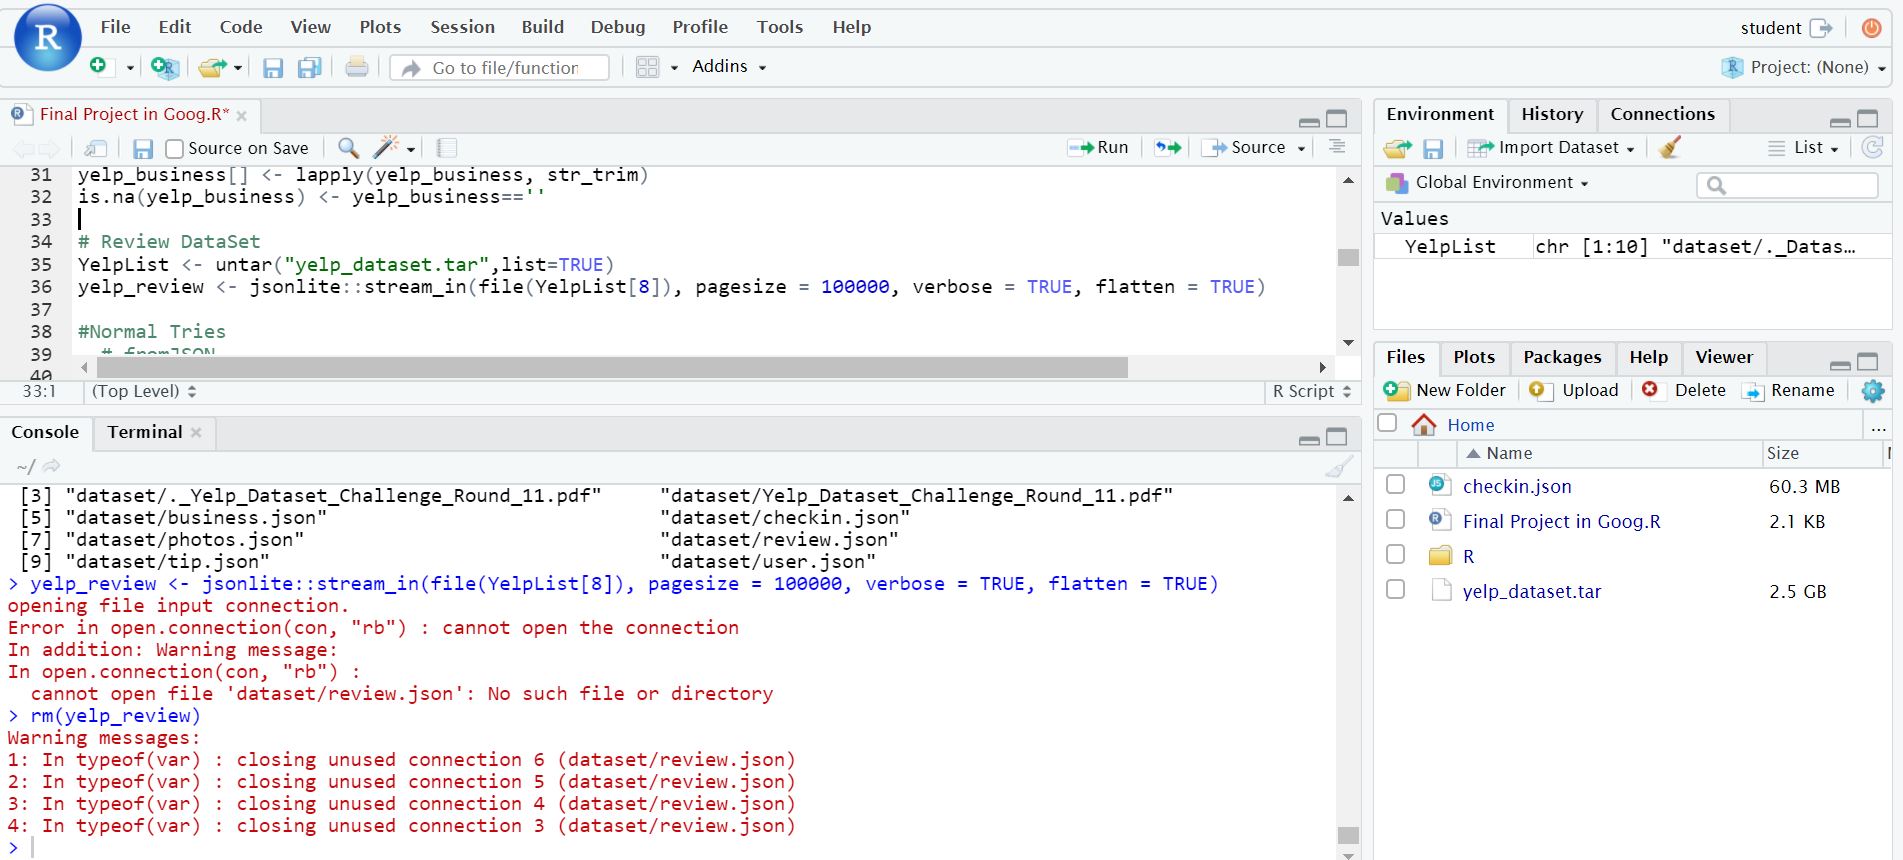 R
File Edit Code View Plots Session Build Debug Profile Tools Help
student
Go to file/function
Addins
Project: (None)
Final Project in Goog.R*
Source on Save
Run
Source
31 yelp_business[] <- lapply(yelp_business, str_trim)
32 is.na(yelp_business) <- yelp_business==''
33
34 # Review DataSet
35 YelpList <- untar("yelp_dataset.tar",list=TRUE)
36 yelp_review <- jsonlite::stream_in(file(YelpList[8]), pagesize = 100000, verbose = TRUE, flatten = TRUE)
37
38 #Normal Tries
39 # fromJSON
40
33:1 (Top Level) R Script
Console Terminal
~/
[3] "dataset/._Yelp_Dataset_Challenge_Round_11.pdf" "dataset/Yelp_Dataset_Challenge_Round_11.pdf"
[5] "dataset/business.json" "dataset/checkin.json"
[7] "dataset/photos.json" "dataset/review.json"
[9] "dataset/tip.json" "dataset/user.json"
> yelp_review <- jsonlite::stream_in(file(YelpList[8]), pagesize = 100000, verbose = TRUE, flatten = TRUE)
opening file input connection.
Error in open.connection(con, "rb") : cannot open the connection
In addition: Warning message:
In open.connection(con, "rb") :
cannot open file 'dataset/review.json': No such file or directory
> rm(yelp_review)
Warning messages:
1: In typeof(var) : closing unused connection 6 (dataset/review.json)
2: In typeof(var) : closing unused connection 5 (dataset/review.json)
3: In typeof(var) : closing unused connection 4 (dataset/review.json)
4: In typeof(var) : closing unused connection 3 (dataset/review.json)
>
Environment History Connections
Import Dataset List
Global Environment
Values
YelpList chr [1:10] "dataset/._Datas…
Files Plots Packages Help Viewer
New Folder Upload Delete Rename
Home ...
Name Size
checkin.json 60.3 MB
Final Project in Goog.R 2.1 KB
R
yelp_dataset.tar 2.5 GB